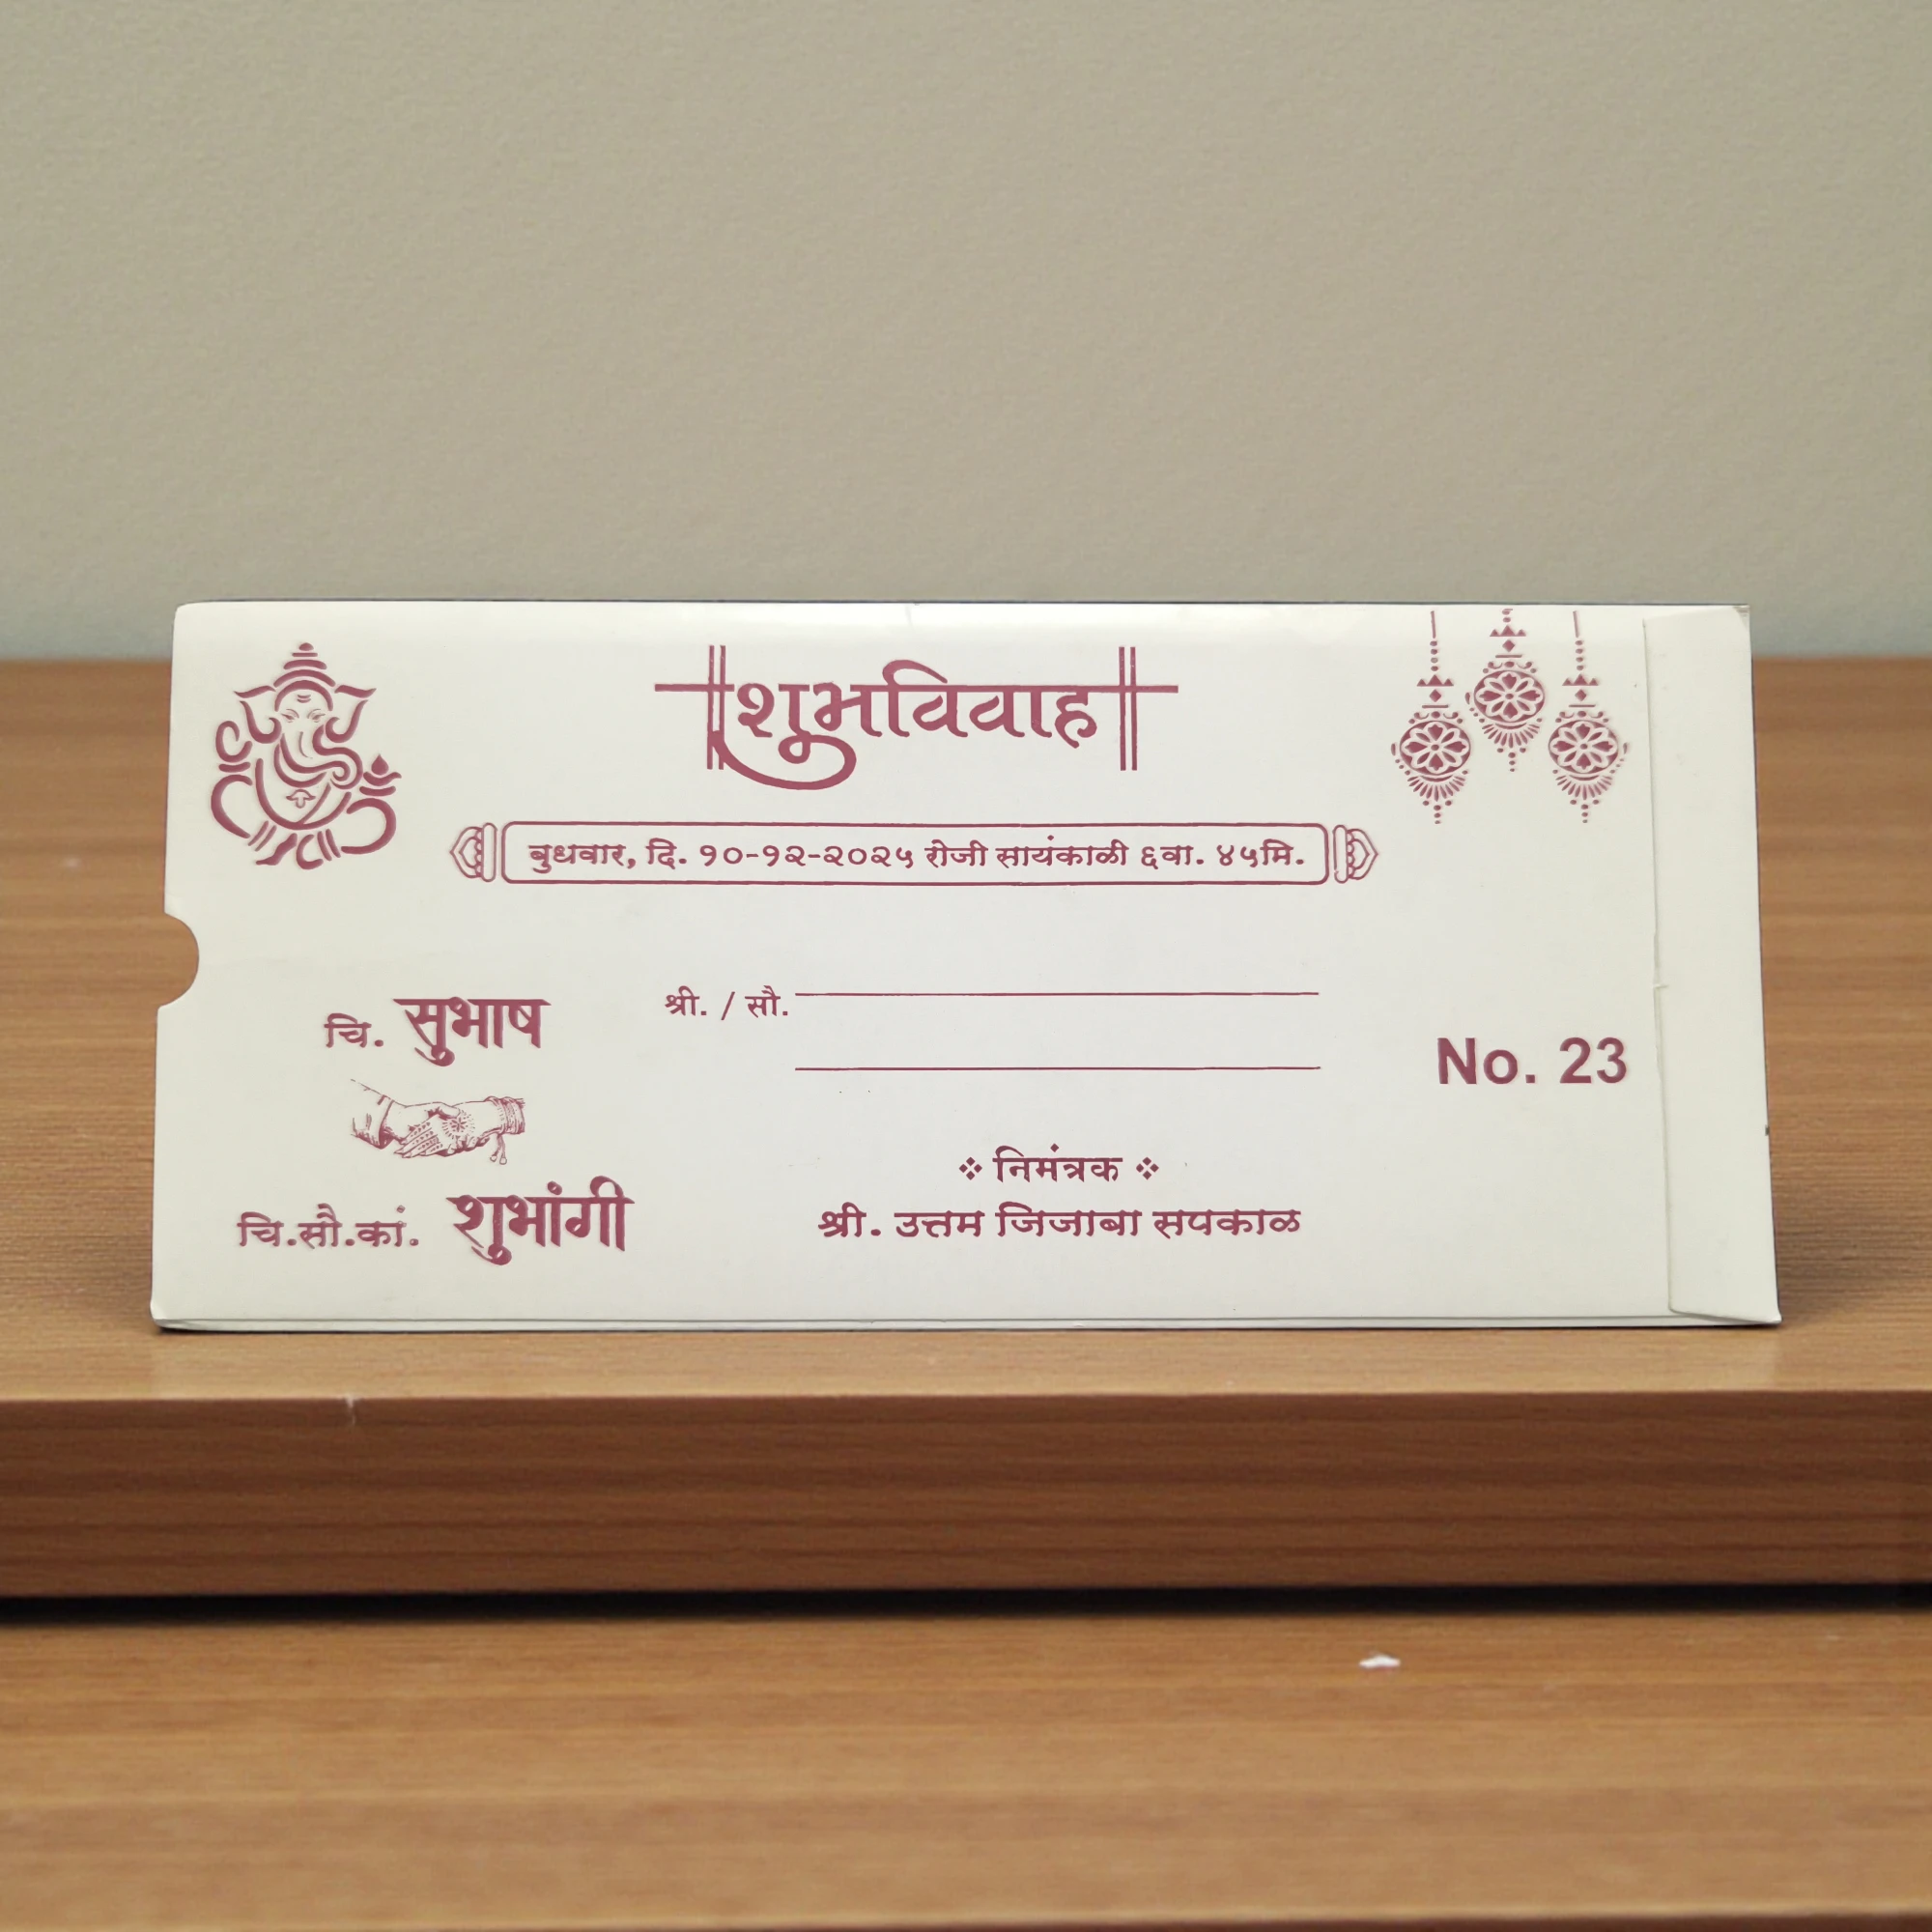 शुभविवाह
बुधवार, दि. १०-१२-२०२५ रोजी सायंकाळी ६वा. ४५मि.
श्री. / सौ.
चि. सुभाष
चि.सौ.कां. शुभांगी
No. 23
निमंत्रक
श्री. उत्तम जिजाबा सपकाळ